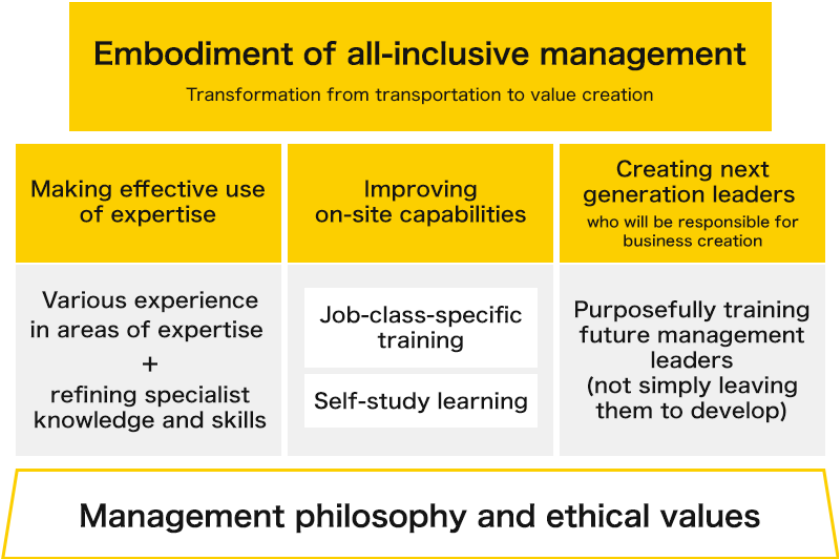 Embodiment of all-inclusive management
Transformation from transportation to value creation
Making effective use
of expertise
Improving
on-site capabilities
Creating next
generation leaders
who will be responsible for
business creation
Various experience
in areas of expertise
+
refining specialist
knowledge and skills
Job-class-specific
training
Self-study learning
Purposefully training
future management
leaders
(not simply leaving
them to develop)
Management philosophy and ethical values